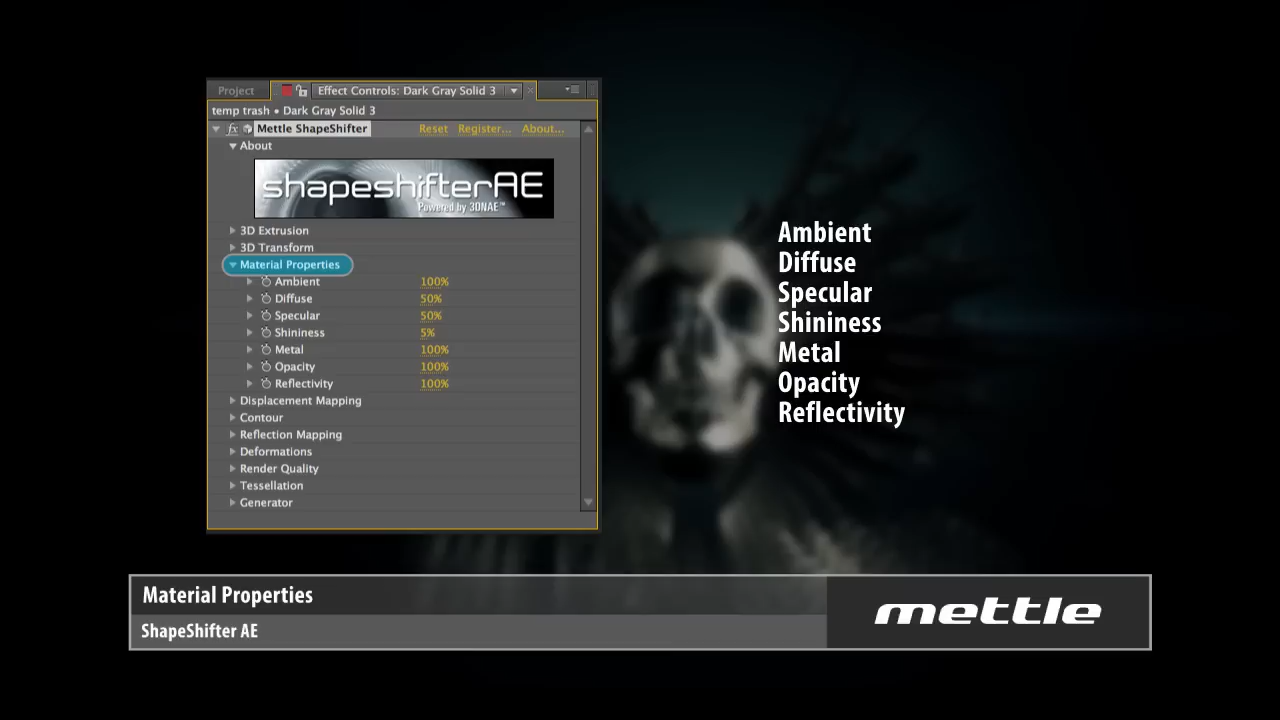 Project
Effect Controls: Dark Gray Solid 3
temp trash • Dark Gray Solid 3
fx Mettle ShapeShifter Reset Register... About...
About
shapeshifterAE
Powered by 3DNAE™
3D Extrusion
3D Transform
Material Properties
Ambient 100%
Diffuse 50%
Specular 50%
Shininess 5%
Metal 100%
Opacity 100%
Reflectivity 100%
Displacement Mapping
Contour
Reflection Mapping
Deformations
Render Quality
Tessellation
Generator
Ambient
Diffuse
Specular
Shininess
Metal
Opacity
Reflectivity
Material Properties
ShapeShifter AE
mettle